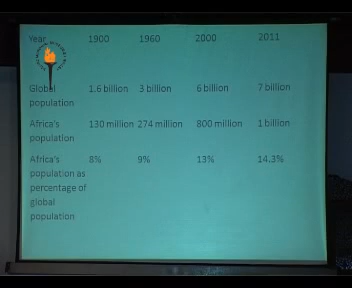 Year 1900 1960 2000 2011
Global 1.6 billion 3 billion 6 billion 7 billion
population
Africa's 130 million 274 million 800 million 1 billion
population
Africa's 8% 9% 13% 14.3%
population as
percentage of
global
population